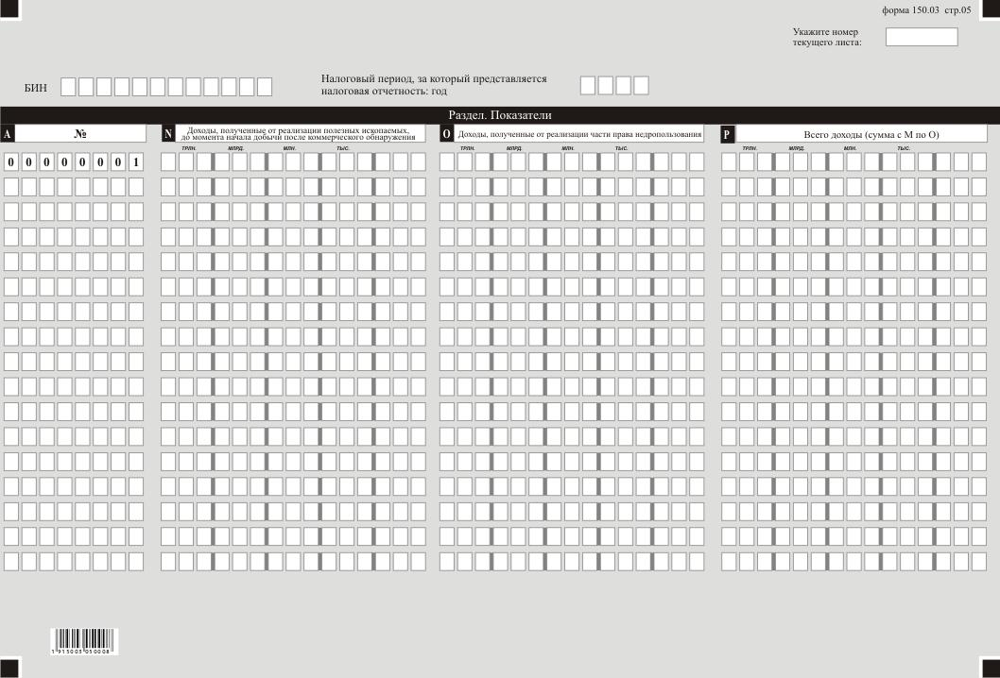 форма 150.03 стр.05
Укажите номер
текущего листа:
БИН
Налоговый период, за который представляется
налоговая отчетность: год
Раздел. Показатели
A №
N Доходы, полученные от реализации полезных ископаемых,
до момента начала добычи после коммерческого обнаружения
O Доходы, полученные от реализации части права недропользования
P Всего доходы (сумма с M по O)
ТРЛН. МЛРД. МЛН. ТЫС.
ТРЛН. МЛРД. МЛН. ТЫС.
ТРЛН. МЛРД. МЛН. ТЫС.
0 0 0 0 0 0 0 1
1 915003 050008